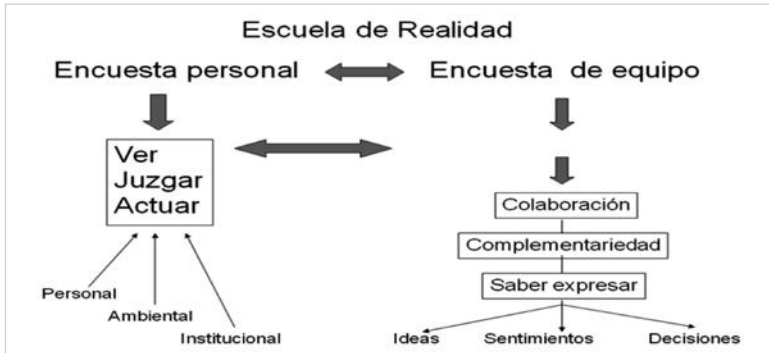 Escuela de Realidad
Encuesta personal
Encuesta de equipo
Ver
Juzgar
Actuar
Personal
Ambiental
Institucional
Colaboración
Complementariedad
Saber expresar
Ideas
Sentimientos
Decisiones